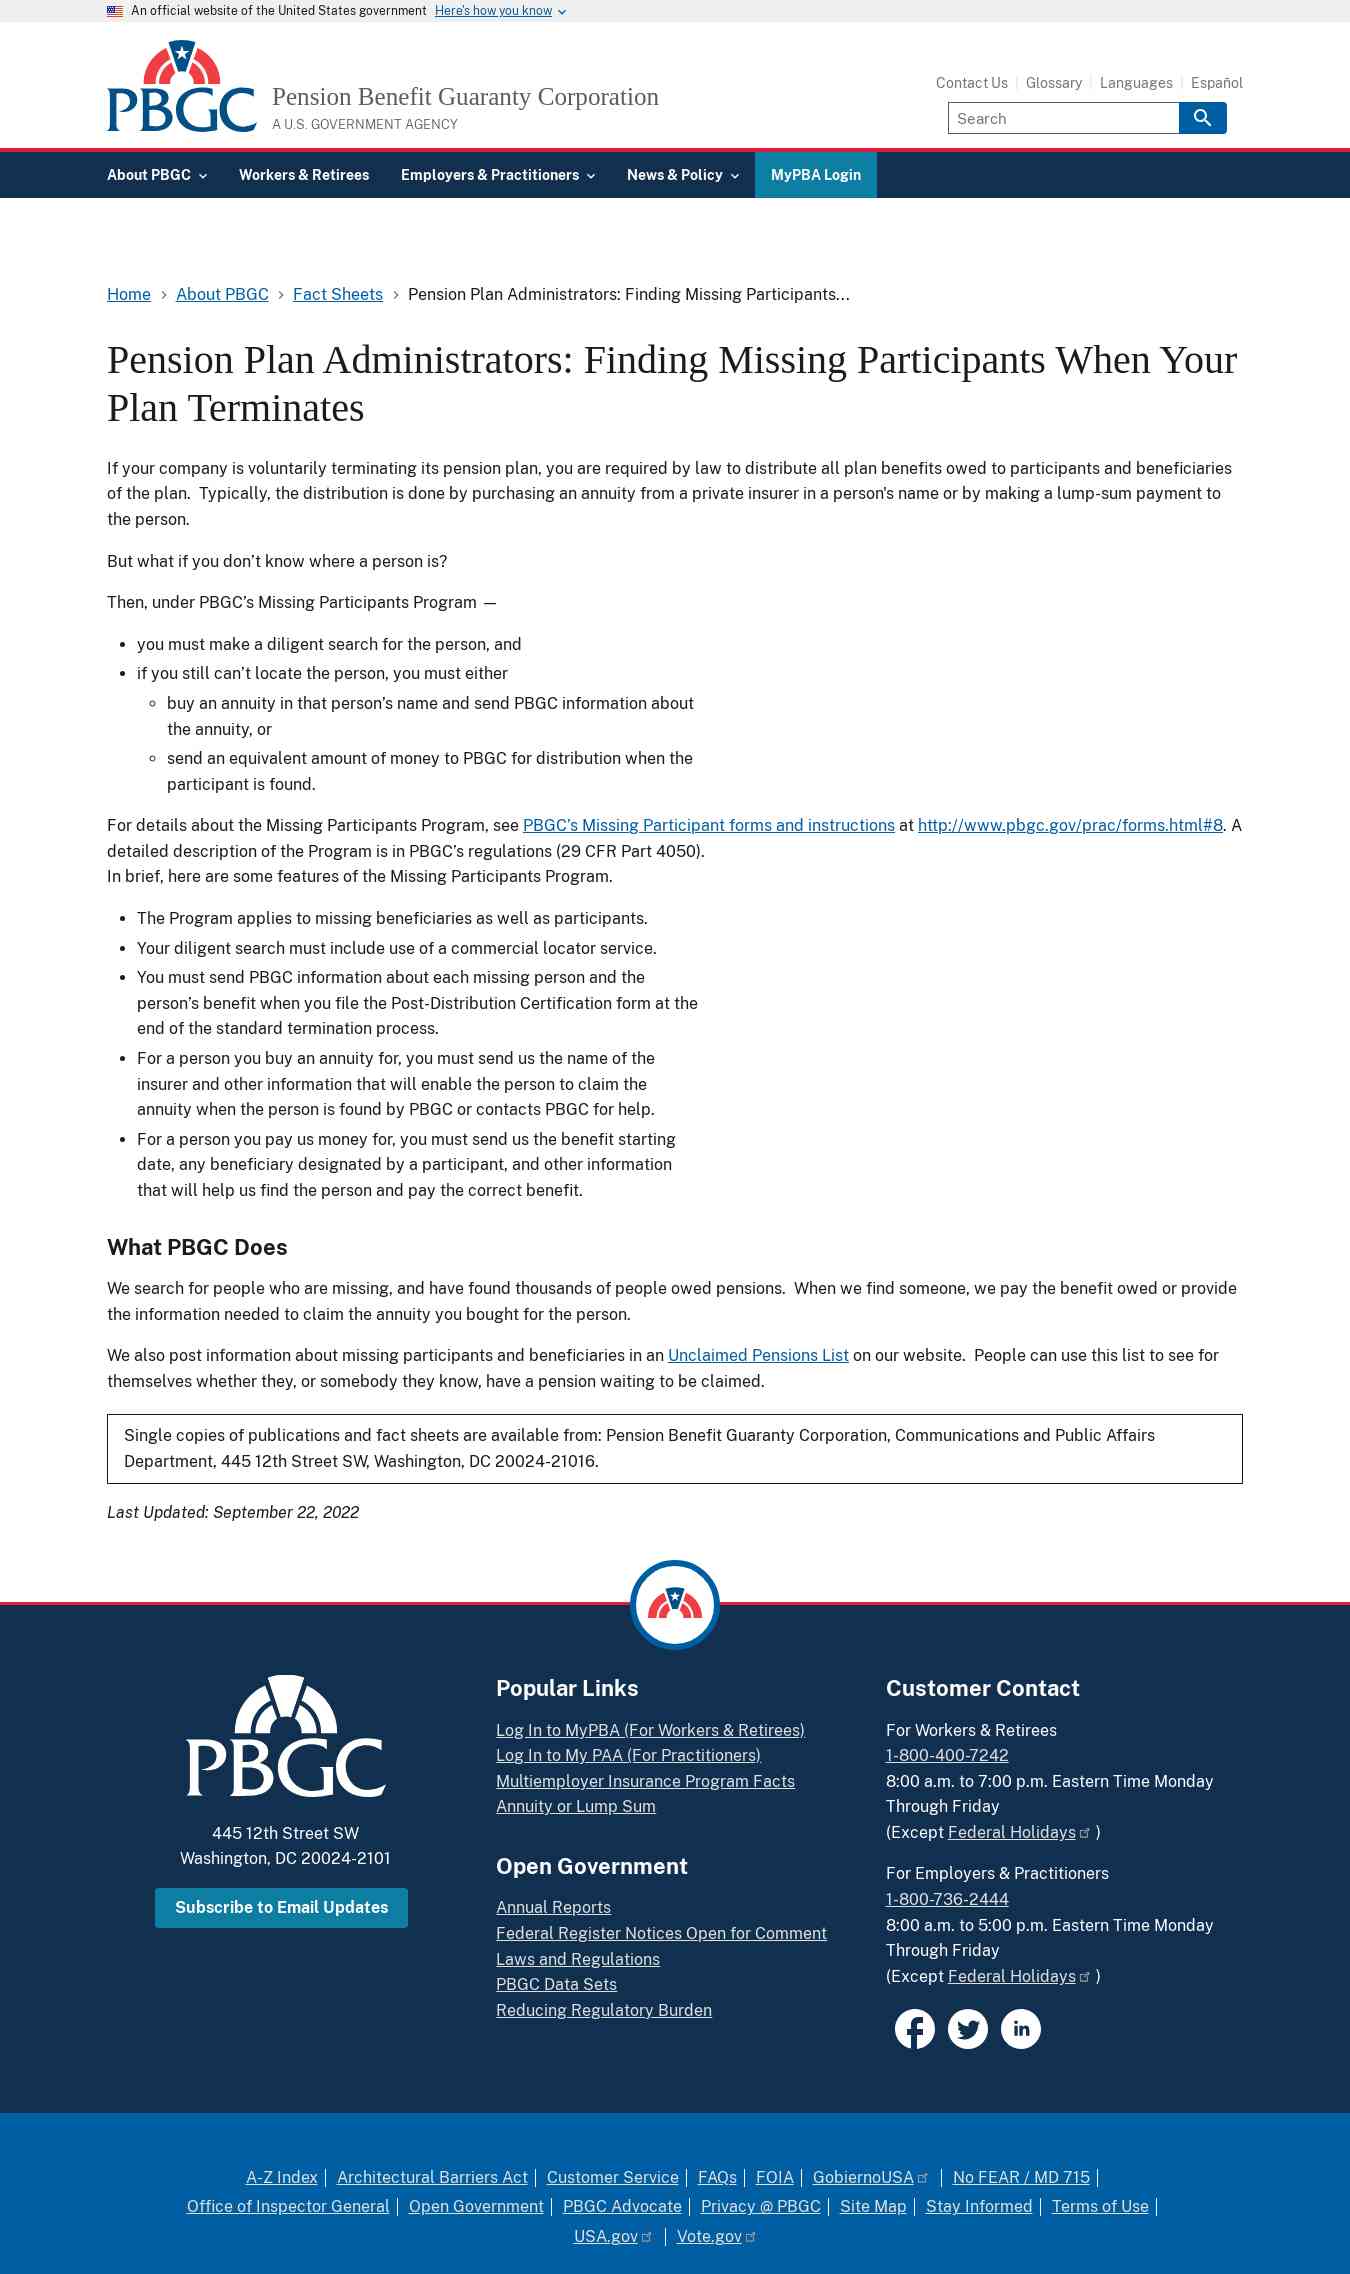 An official website of the United States government Here's how you know
PBGC
Pension Benefit Guaranty Corporation
A U.S. GOVERNMENT AGENCY
Contact Us Glossary Languages Español
Search
About PBGC Workers & Retirees Employers & Practitioners News & Policy MyPBA Login
Home About PBGC Fact Sheets Pension Plan Administrators: Finding Missing Participants...
Pension Plan Administrators: Finding Missing Participants When Your
Plan Terminates
If your company is voluntarily terminating its pension plan, you are required by law to distribute all plan benefits owed to participants and beneficiaries
of the plan.  Typically, the distribution is done by purchasing an annuity from a private insurer in a person's name or by making a lump-sum payment to
the person.
But what if you don’t know where a person is?
Then, under PBGC’s Missing Participants Program —
• you must make a diligent search for the person, and
• if you still can’t locate the person, you must either
◦ buy an annuity in that person’s name and send PBGC information about
the annuity, or
◦ send an equivalent amount of money to PBGC for distribution when the
participant is found.
For details about the Missing Participants Program, see PBGC’s Missing Participant forms and instructions at http://www.pbgc.gov/prac/forms.html#8. A
detailed description of the Program is in PBGC’s regulations (29 CFR Part 4050).
In brief, here are some features of the Missing Participants Program.
• The Program applies to missing beneficiaries as well as participants.
• Your diligent search must include use of a commercial locator service.
• You must send PBGC information about each missing person and the
person’s benefit when you file the Post-Distribution Certification form at the
end of the standard termination process.
• For a person you buy an annuity for, you must send us the name of the
insurer and other information that will enable the person to claim the
annuity when the person is found by PBGC or contacts PBGC for help.
• For a person you pay us money for, you must send us the benefit starting
date, any beneficiary designated by a participant, and other information
that will help us find the person and pay the correct benefit.
What PBGC Does
We search for people who are missing, and have found thousands of people owed pensions.  When we find someone, we pay the benefit owed or provide
the information needed to claim the annuity you bought for the person.
We also post information about missing participants and beneficiaries in an Unclaimed Pensions List on our website.  People can use this list to see for
themselves whether they, or somebody they know, have a pension waiting to be claimed.
Single copies of publications and fact sheets are available from: Pension Benefit Guaranty Corporation, Communications and Public Affairs
Department, 445 12th Street SW, Washington, DC 20024-21016.
Last Updated: September 22, 2022
PBGC
445 12th Street SW
Washington, DC 20024-2101
Subscribe to Email Updates
Popular Links
Log In to MyPBA (For Workers & Retirees)
Log In to My PAA (For Practitioners)
Multiemployer Insurance Program Facts
Annuity or Lump Sum
Open Government
Annual Reports
Federal Register Notices Open for Comment
Laws and Regulations
PBGC Data Sets
Reducing Regulatory Burden
Customer Contact
For Workers & Retirees
1-800-400-7242
8:00 a.m. to 7:00 p.m. Eastern Time Monday
Through Friday
(Except Federal Holidays )
For Employers & Practitioners
1-800-736-2444
8:00 a.m. to 5:00 p.m. Eastern Time Monday
Through Friday
(Except Federal Holidays )
in
A-Z Index Architectural Barriers Act Customer Service FAQs FOIA GobiernoUSA No FEAR / MD 715
Office of Inspector General Open Government PBGC Advocate Privacy @ PBGC Site Map Stay Informed Terms of Use
USA.gov Vote.gov